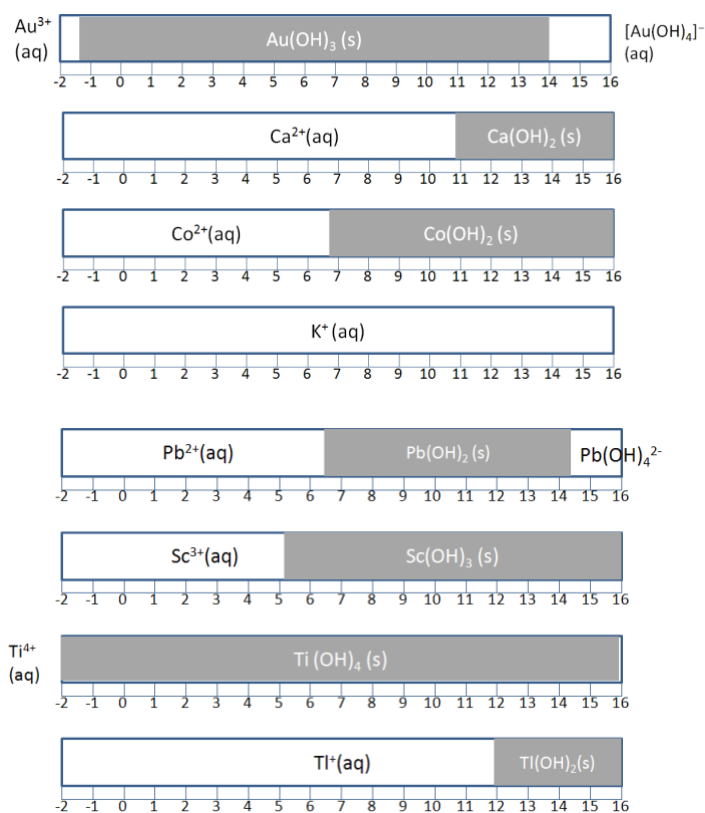 Au³⁺
(aq)
Au(OH)₃ (s)
[Au(OH)₄]⁻
(aq)
-2 -1 0 1 2 3 4 5 6 7 8 9 10 11 12 13 14 15 16
Ca²⁺(aq) Ca(OH)₂ (s)
-2 -1 0 1 2 3 4 5 6 7 8 9 10 11 12 13 14 15 16
Co²⁺(aq) Co(OH)₂ (s)
-2 -1 0 1 2 3 4 5 6 7 8 9 10 11 12 13 14 15 16
K⁺ (aq)
-2 -1 0 1 2 3 4 5 6 7 8 9 10 11 12 13 14 15 16
Pb²⁺(aq) Pb(OH)₂ (s) Pb(OH)₄²⁻
-2 -1 0 1 2 3 4 5 6 7 8 9 10 11 12 13 14 15 16
Sc³⁺(aq) Sc(OH)₃ (s)
-2 -1 0 1 2 3 4 5 6 7 8 9 10 11 12 13 14 15 16
Ti⁴⁺
(aq)
Ti (OH)₄ (s)
-2 -1 0 1 2 3 4 5 6 7 8 9 10 11 12 13 14 15 16
Tl⁺(aq) Tl(OH)₂(s)
-2 -1 0 1 2 3 4 5 6 7 8 9 10 11 12 13 14 15 16